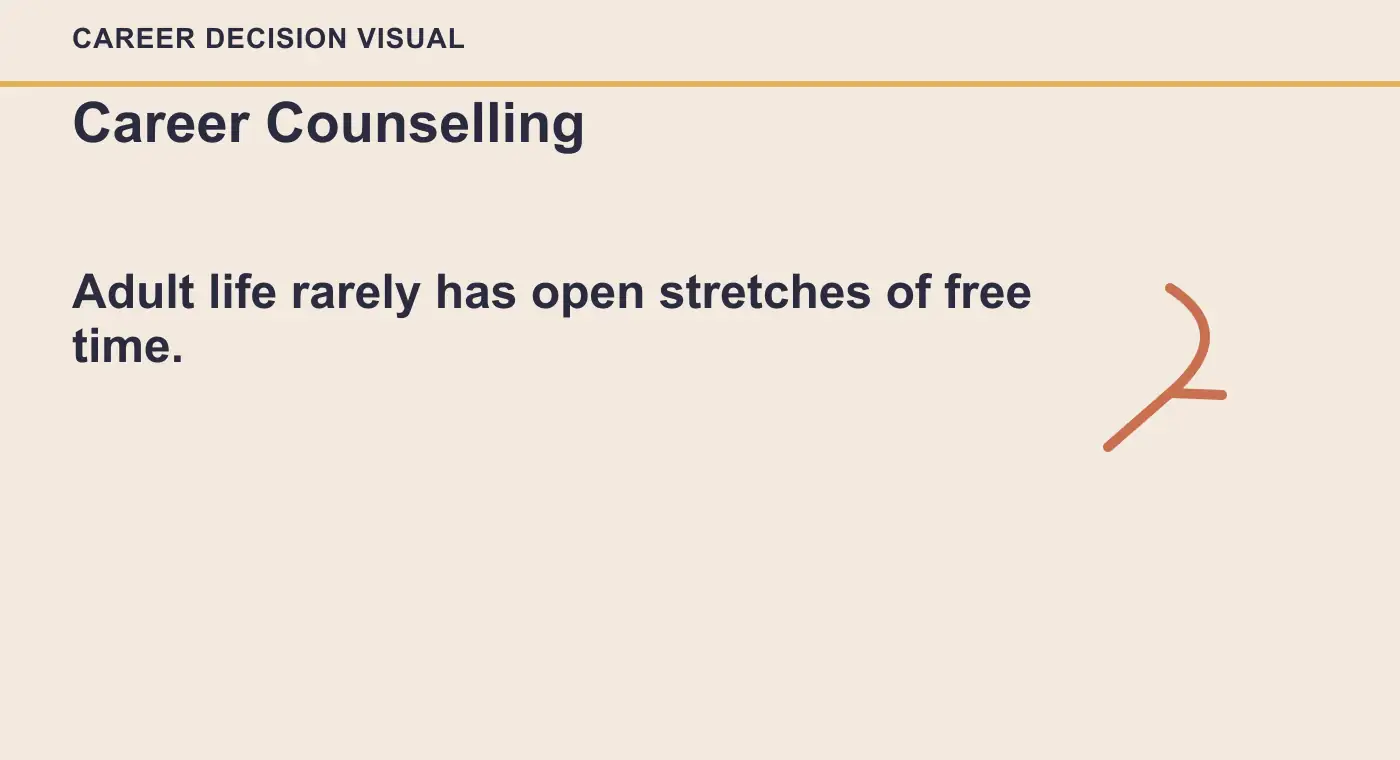 CAREER DECISION VISUAL
Career Counselling
Adult life rarely has open stretches of free
time.